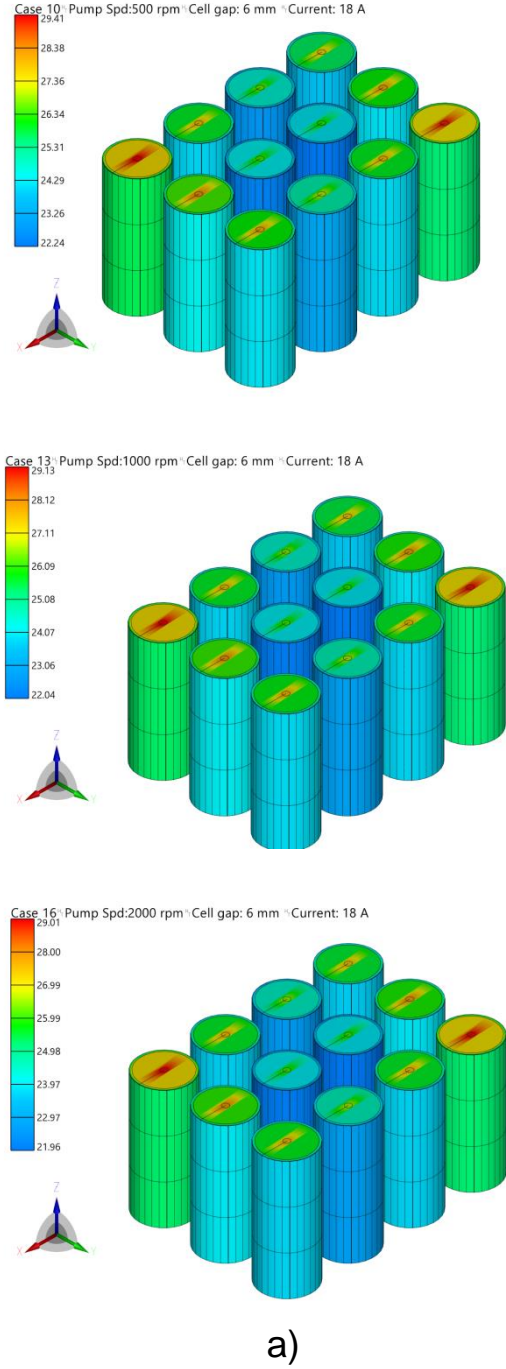 Case 10 Pump Spd:500 rpm Cell gap: 6 mm Current: 18 A
29.41
28.38
27.36
26.34
25.31
24.29
23.26
22.24
Z
X Y
Case 13 Pump Spd:1000 rpm Cell gap: 6 mm Current: 18 A
29.13
28.12
27.11
26.09
25.08
24.07
23.06
22.04
Z
X Y
Case 16 Pump Spd:2000 rpm Cell gap: 6 mm Current: 18 A
29.01
28.00
26.99
25.99
24.98
23.97
22.97
21.96
Z
X Y
a)